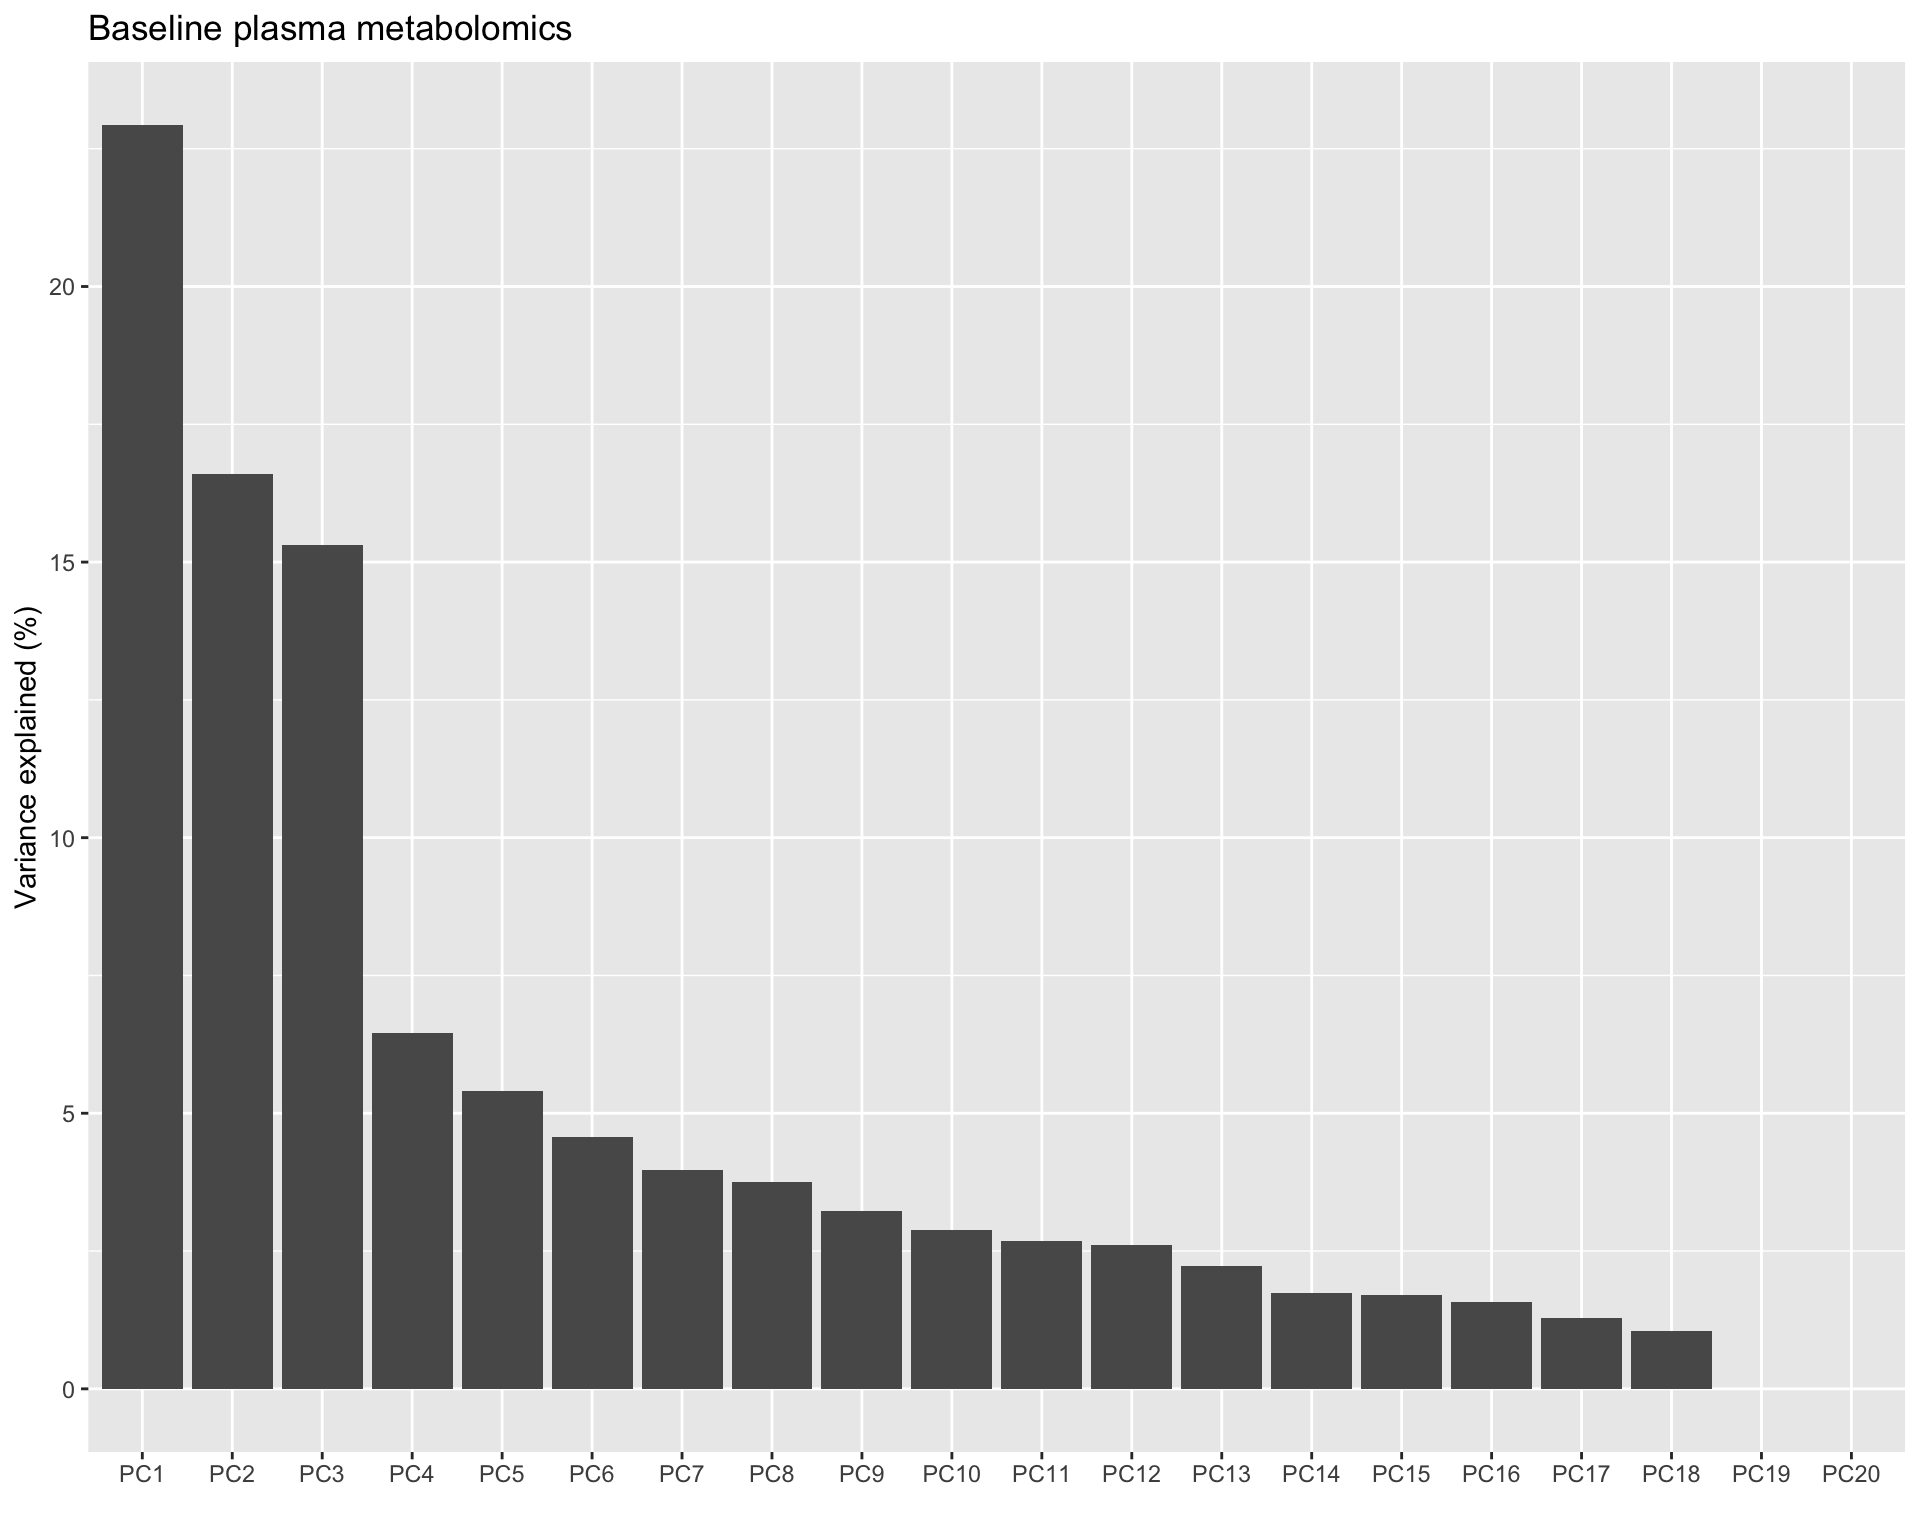 Baseline plasma metabolomics
Variance explained (%)
20
15
10
5
0
PC1 PC2 PC3 PC4 PC5 PC6 PC7 PC8 PC9 PC10 PC11 PC12 PC13 PC14 PC15 PC16 PC17 PC18 PC19 PC20